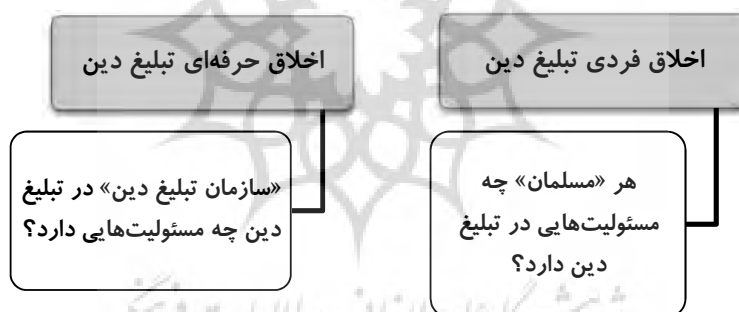 اخلاق فردی تبلیغ دین
هر «مسلمان» چه
مسئولیت‌هایی در تبلیغ
دین دارد؟
اخلاق حرفه‌ای تبلیغ دین
«سازمان تبلیغ دین» در تبلیغ
دین چه مسئولیت‌هایی دارد؟